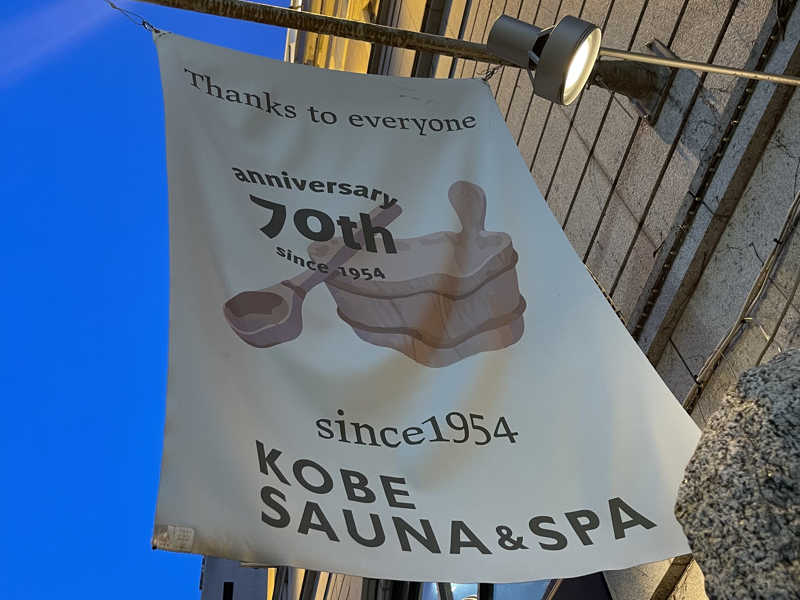 Thanks to everyone
anniversary
70th
since 1954
since1954
KOBE
SAUNA&SPA